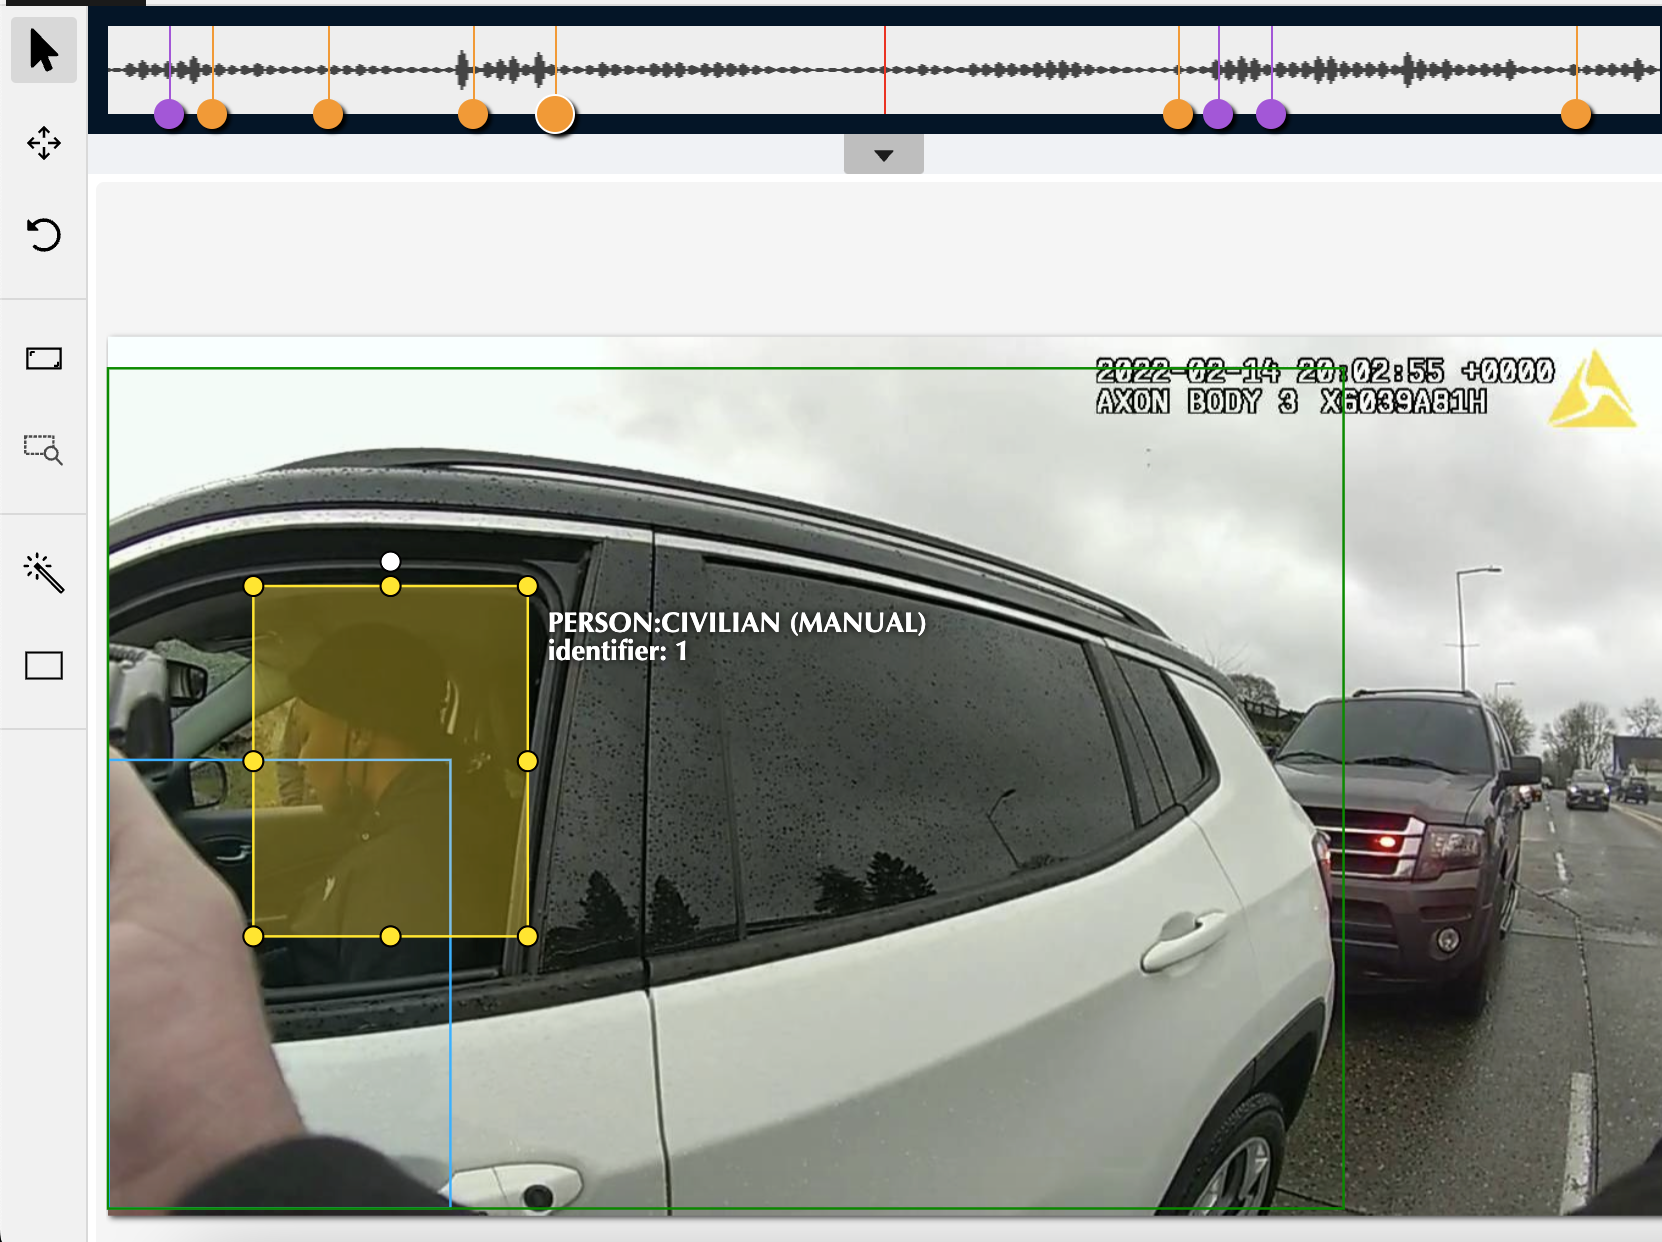 2022-02-14 20:02:55 +0000
AXON BODY 3 X6039A81H
PERSON:CIVILIAN (MANUAL)
identifier: 1